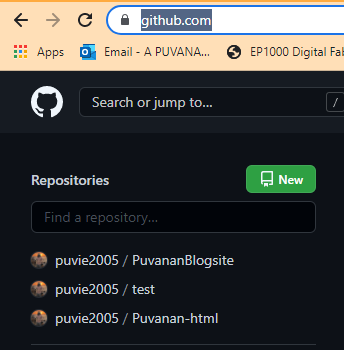 github.com
Apps Email - A PUVANA... EP1000 Digital Fab
Search or jump to... /
Repositories New
Find a repository...
puvie2005 / PuvananBlogsite
puvie2005 / test
puvie2005 / Puvanan-html